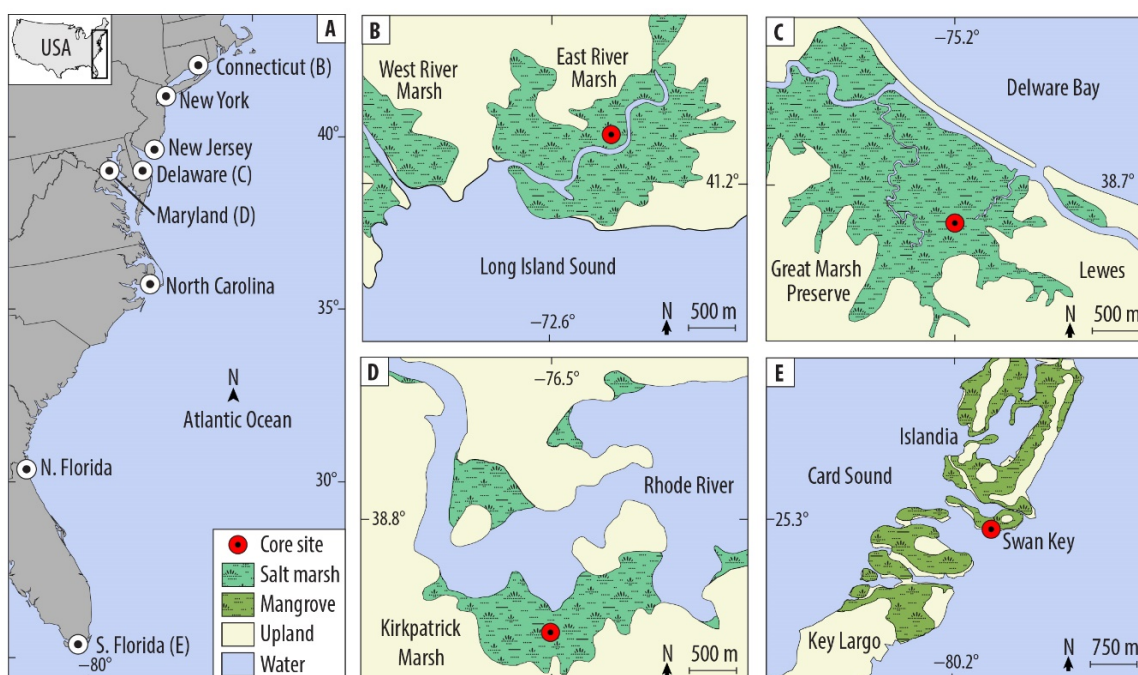 USA
A
Connecticut (B)
New York
40°
New Jersey
Delaware (C)
Maryland (D)
North Carolina
35°
N
Atlantic Ocean
N. Florida
30°
Core site
Salt marsh
Mangrove
Upland
Water
S. Florida (E)
−80°
B
West River
Marsh
East River
Marsh
41.2°
Long Island Sound
−72.6°
N
500 m
C
−75.2°
Delware Bay
38.7°
Great Marsh
Preserve
Lewes
N
500 m
D
−76.5°
Rhode River
38.8°
Kirkpatrick
Marsh
N
500 m
E
Islandia
Card Sound
25.3°
Swan Key
Key Largo
−80.2°
N
750 m